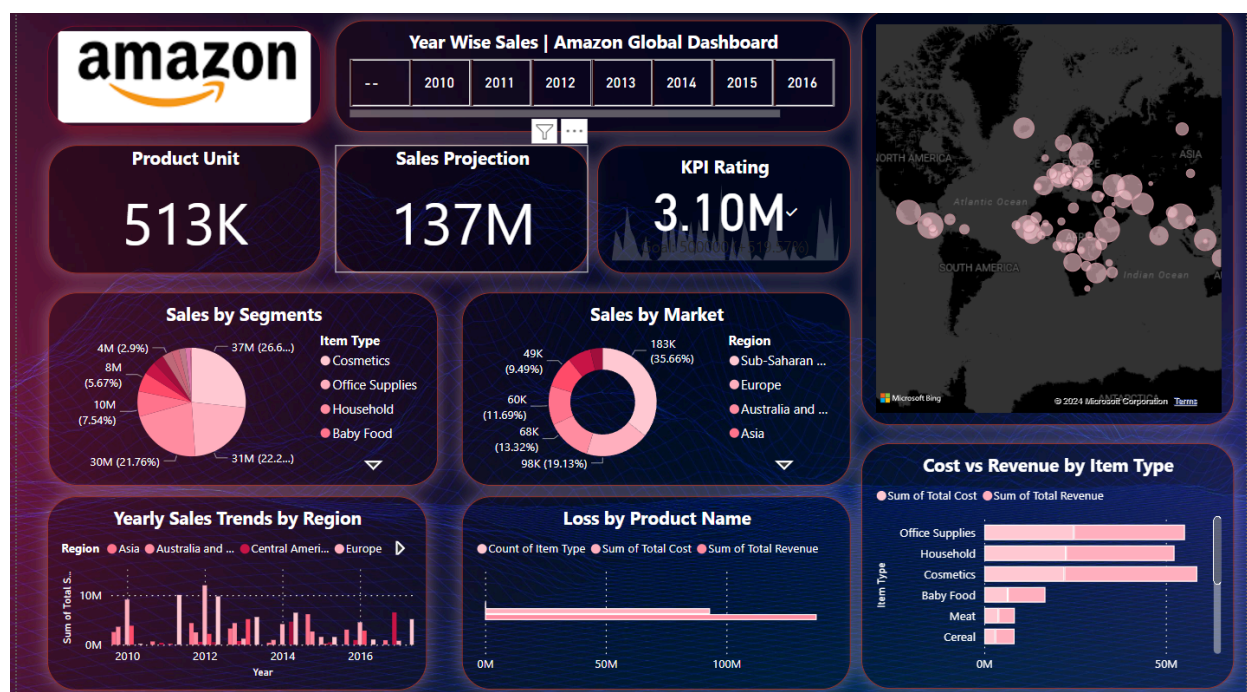 amazon
Year Wise Sales | Amazon Global Dashboard
-- 2010 2011 2012 2013 2014 2015 2016
Product Unit
513K
Sales Projection
137M
KPI Rating
3.10M
Sales by Segments
4M (2.9%)
8M
(5.67%)
10M
(7.54%)
30M (21.76%)
37M (26.6...)
31M (22.2...)
Item Type
Cosmetics
Office Supplies
Household
Baby Food
Sales by Market
49K
(9.49%)
60K
(11.69%)
68K
(13.32%)
98K (19.13%)
183K
(35.66%)
Region
Sub-Saharan ...
Europe
Australia and ...
Asia
NORTH AMERICA
EUROPE
ASIA
Atlantic Ocean
SOUTH AMERICA
Indian Ocean
Microsoft Bing
© 2024 Microsoft Corporation Terms
Yearly Sales Trends by Region
Region Asia Australia and ... Central Ameri... Europe
Sum of Total S..
10M
0M
2010 2012 2014 2016
Year
Loss by Product Name
Count of Item Type Sum of Total Cost Sum of Total Revenue
0M 50M 100M
Cost vs Revenue by Item Type
Sum of Total Cost Sum of Total Revenue
Item Type
Office Supplies
Household
Cosmetics
Baby Food
Meat
Cereal
0M 50M